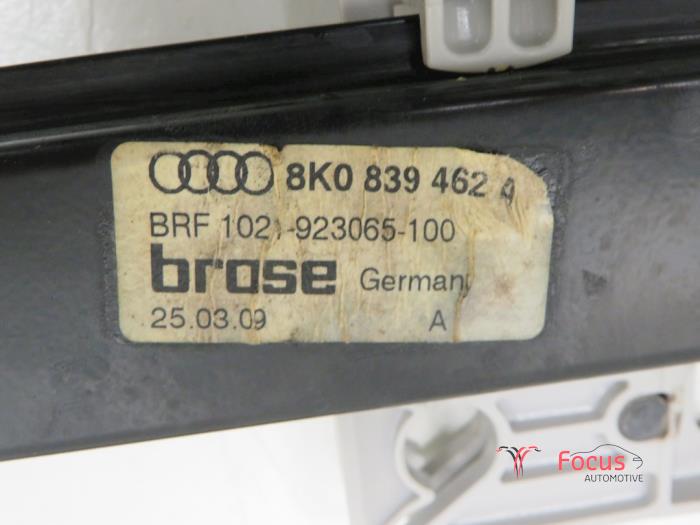 8K0 839 462 A
BRF 102 -923065-100
brose German
25.03.09 A
Focus
AUTOMOTIVE